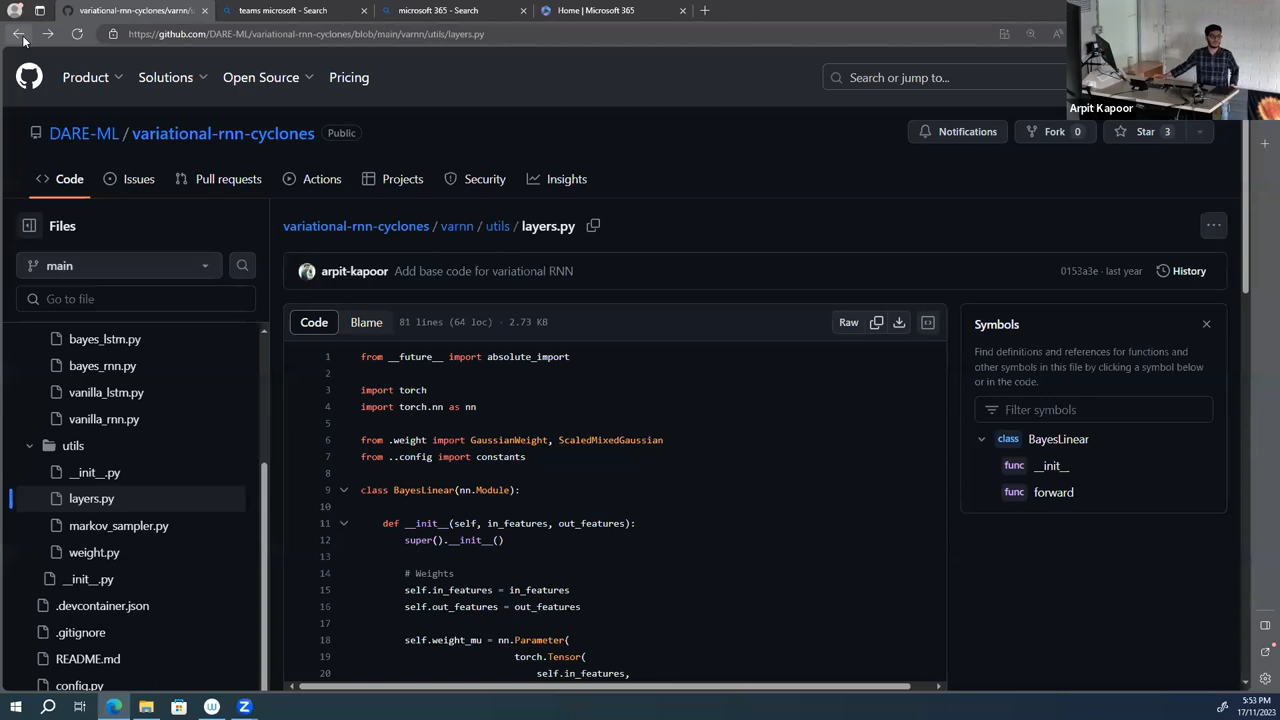 variational-rnn-cyclones/varnn/u
teams microsoft - Search
microsoft 365 - Search
Home | Microsoft 365
https://github.com/DARE-ML/variational-rnn-cyclones/blob/main/varnn/utils/layers.py
Arpit Kapoor
Product
Solutions
Open Source
Pricing
Search or jump to...
DARE-ML / variational-rnn-cyclones
Public
Notifications
Fork 0
Star 3
Code
Issues
Pull requests
Actions
Projects
Security
Insights
Files
main
Go to file
bayes_lstm.py
bayes_rnn.py
vanilla_lstm.py
vanilla_rnn.py
utils
__init__.py
layers.py
markov_sampler.py
weight.py
__init__.py
.devcontainer.json
.gitignore
README.md
config.py
variational-rnn-cyclones / varnn / utils / layers.py
arpit-kapoor Add base code for variational RNN
0153a3e · last year
History
Code
Blame
81 lines (64 loc) · 2.73 KB
Raw
1 from __future__ import absolute_import
2
3 import torch
4 import torch.nn as nn
5
6 from .weight import GaussianWeight, ScaledMixedGaussian
7 from ..config import constants
8
9 class BayesLinear(nn.Module):
10
11 def __init__(self, in_features, out_features):
12 super().__init__()
13
14 # Weights
15 self.in_features = in_features
16 self.out_features = out_features
17
18 self.weight_mu = nn.Parameter(
19 torch.Tensor(
20 self.in_features,
Symbols
Find definitions and references for functions and
other symbols in this file by clicking a symbol below
or in the code.
Filter symbols
class BayesLinear
func __init__
func forward
5:53 PM
17/11/2023